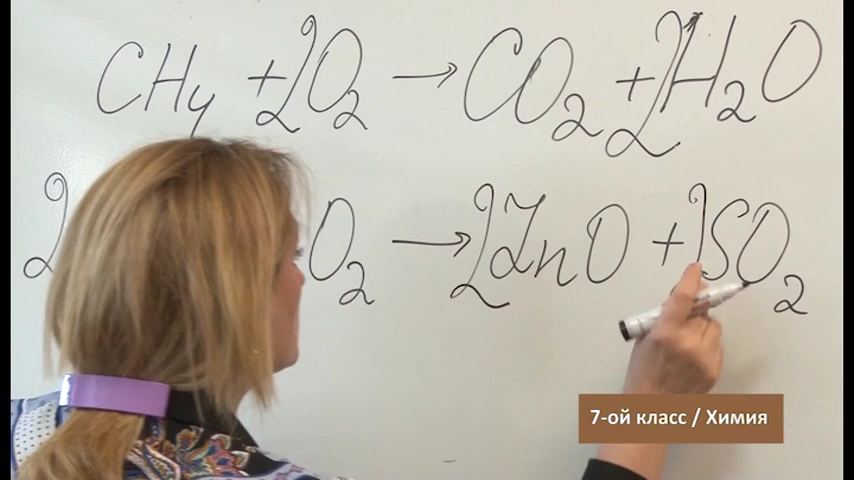 CH4 + 2O2 → CO2 + 2H2O
2 O2 → 2ZnO + 2SO2
7-ой класс / Химия